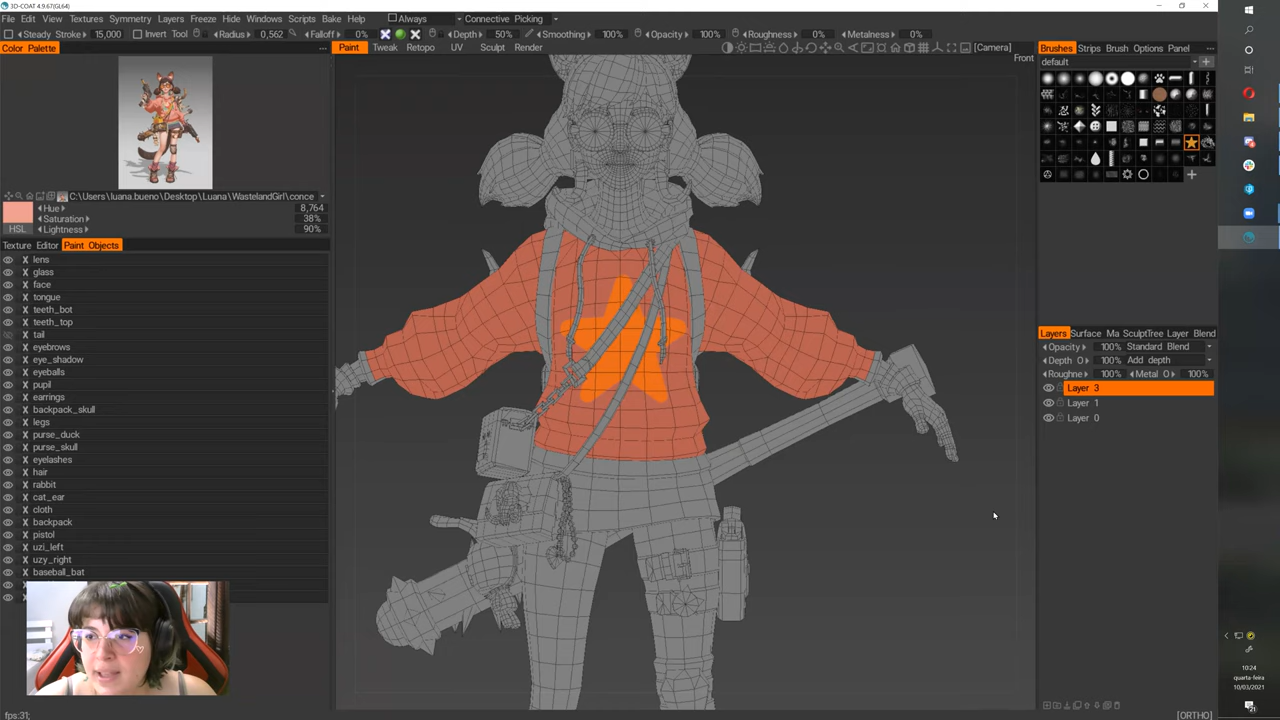 3D-COAT 4.9.67(GL64)
File Edit View Textures Symmetry Layers Freeze Hide Windows Scripts Bake Help Always Connective Picking
Steady Stroke 15,000 Invert Tool Radius 0,562 Falloff 0% Depth 50% Smoothing 100% Opacity 100% Roughness 0% Metalness 0%
Color Palette Paint Tweak Retopo UV Sculpt Render [Camera] Brushes Strips Brush Options Panel
Front
default
C:\Users\luana.bueno\Desktop\Luana\WastelandGirl\conce
Hue 8,764
Saturation 38%
HSL Lightness 90%
Texture Editor Paint Objects
lens
glass
face
tongue
teeth_bot
teeth_top
tail
eyebrows
eye_shadow
eyeballs
pupil
earrings
backpack_skull
legs
purse_duck
purse_skull
eyelashes
hair
rabbit
cat_ear
cloth
backpack
pistol
uzi_left
uzy_right
baseball_bat
Layers Surface Ma SculptTree Layer Blend
Opacity 100% Standard Blend
Depth O 100% Add depth
Roughne 100% Metal O 100%
Layer 3
Layer 1
Layer 0
fps:31;
[ORTHO]
10:24
quarta-feira
10/03/2021